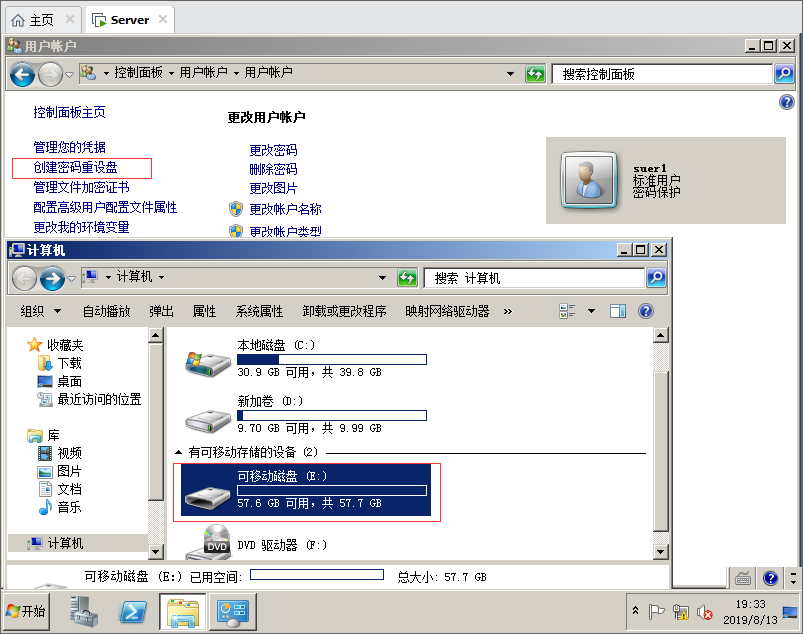 主页
Server
用户帐户
控制面板 用户帐户 用户帐户
搜索控制面板
控制面板主页
管理您的凭据
创建密码重设盘
管理文件加密证书
配置高级用户配置文件属性
更改我的环境变量
更改用户帐户
更改密码
删除密码
更改图片
更改帐户名称
更改帐户类型
suer1
标准用户
密码保护
计算机
计算机
搜索 计算机
组织 自动播放 弹出 属性 系统属性 卸载或更改程序 映射网络驱动器 »
收藏夹
下载
桌面
最近访问的位置
库
视频
图片
文档
音乐
计算机
本地磁盘 (C:)
30.9 GB 可用，共 39.8 GB
新加卷 (D:)
9.70 GB 可用，共 9.99 GB
有可移动存储的设备 (2)
可移动磁盘 (E:)
57.6 GB 可用，共 57.7 GB
DVD
DVD 驱动器 (F:)
可移动磁盘 (E:) 已用空间: 总大小: 57.7 GB
开始
19:33
2019/8/13